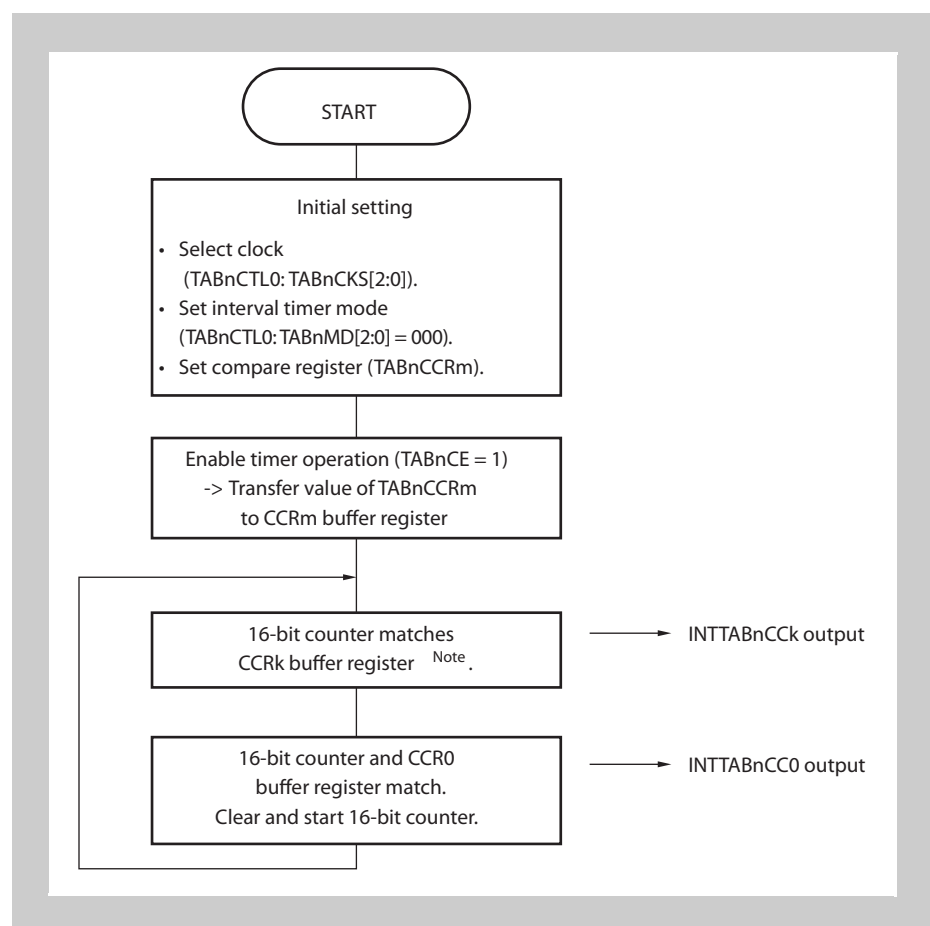 START
Initial setting
• Select clock
(TABnCTL0: TABnCKS[2:0]).
• Set interval timer mode
(TABnCTL0: TABnMD[2:0] = 000).
• Set compare register (TABnCCRm).
Enable timer operation (TABnCE = 1)
-> Transfer value of TABnCCRm
to CCRm buffer register
16-bit counter matches
CCRk buffer register Note.
INTTABnCCk output
16-bit counter and CCR0
buffer register match.
Clear and start 16-bit counter.
INTTABnCC0 output